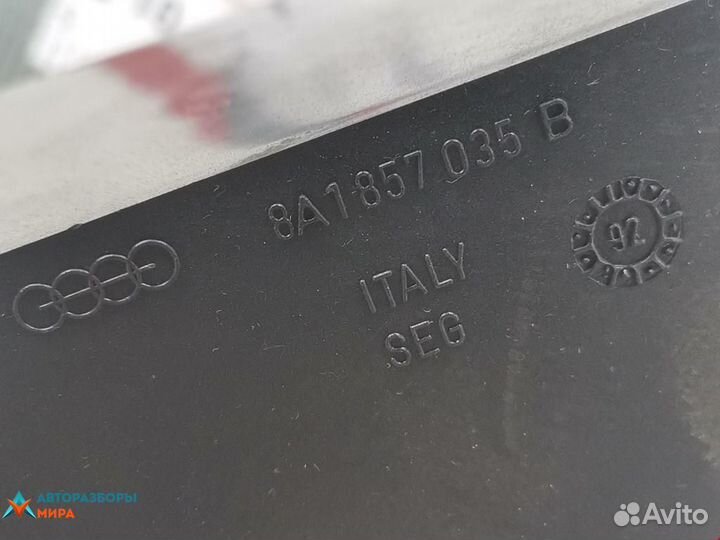 8A1 857 035 B
92
ITALY
SEG
АВТОРАЗБОРЫ
МИРА
Avito